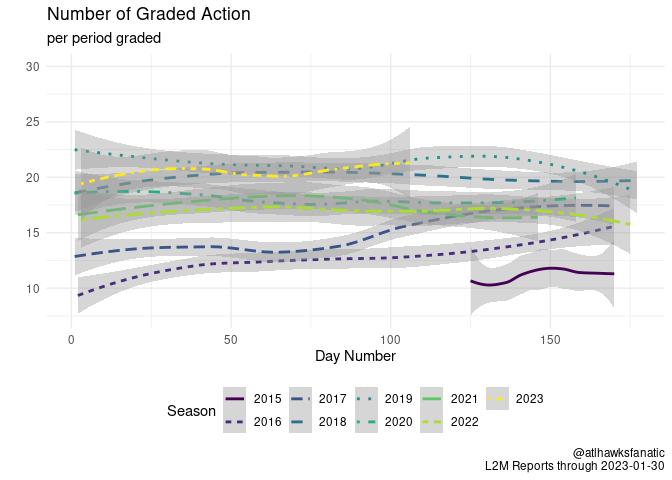 Number of Graded Action
per period graded
30
25
20
15
10
0 50 100 150
Day Number
Season
2015 2017 2019 2021 2023
2016 2018 2020 2022
@atlhawksfanatic
L2M Reports through 2023-01-30